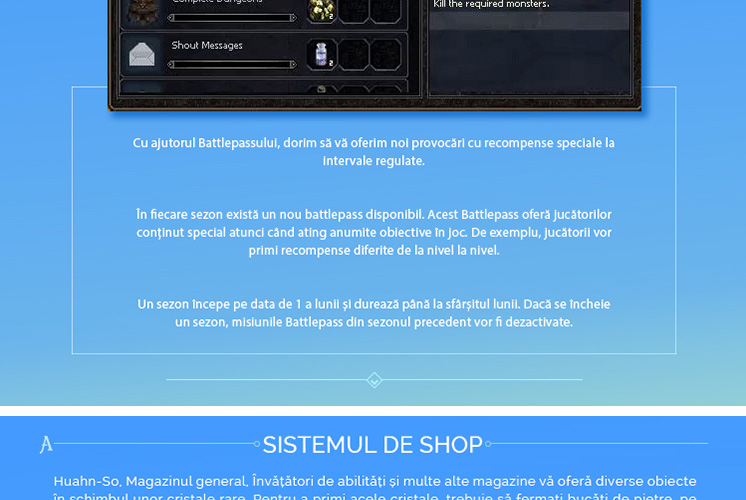 Complete Dungeons
2
Kill the required monsters.
Shout Messages
2
Cu ajutorul Battlepassului, dorim să vă oferim noi provocări cu recompense speciale la
intervale regulate.
În fiecare sezon există un nou battlepass disponibil. Acest Battlepass oferă jucătorilor
conținut special atunci când ating anumite obiective în joc. De exemplu, jucătorii vor
primi recompense diferite de la nivel la nivel.
Un sezon începe pe data de 1 a lunii și durează până la sfârșitul lunii. Dacă se încheie
un sezon, misiunile Battlepass din sezonul precedent vor fi dezactivate.
SISTEMUL DE SHOP
Huahn-So, Magazinul general, Învățători de abilități și multe alte magazine vă oferă diverse obiecte
în schimbul unor cristale rare. Pentru a primi acele cristale, trebuie să fermați bucăți de pietre, pe